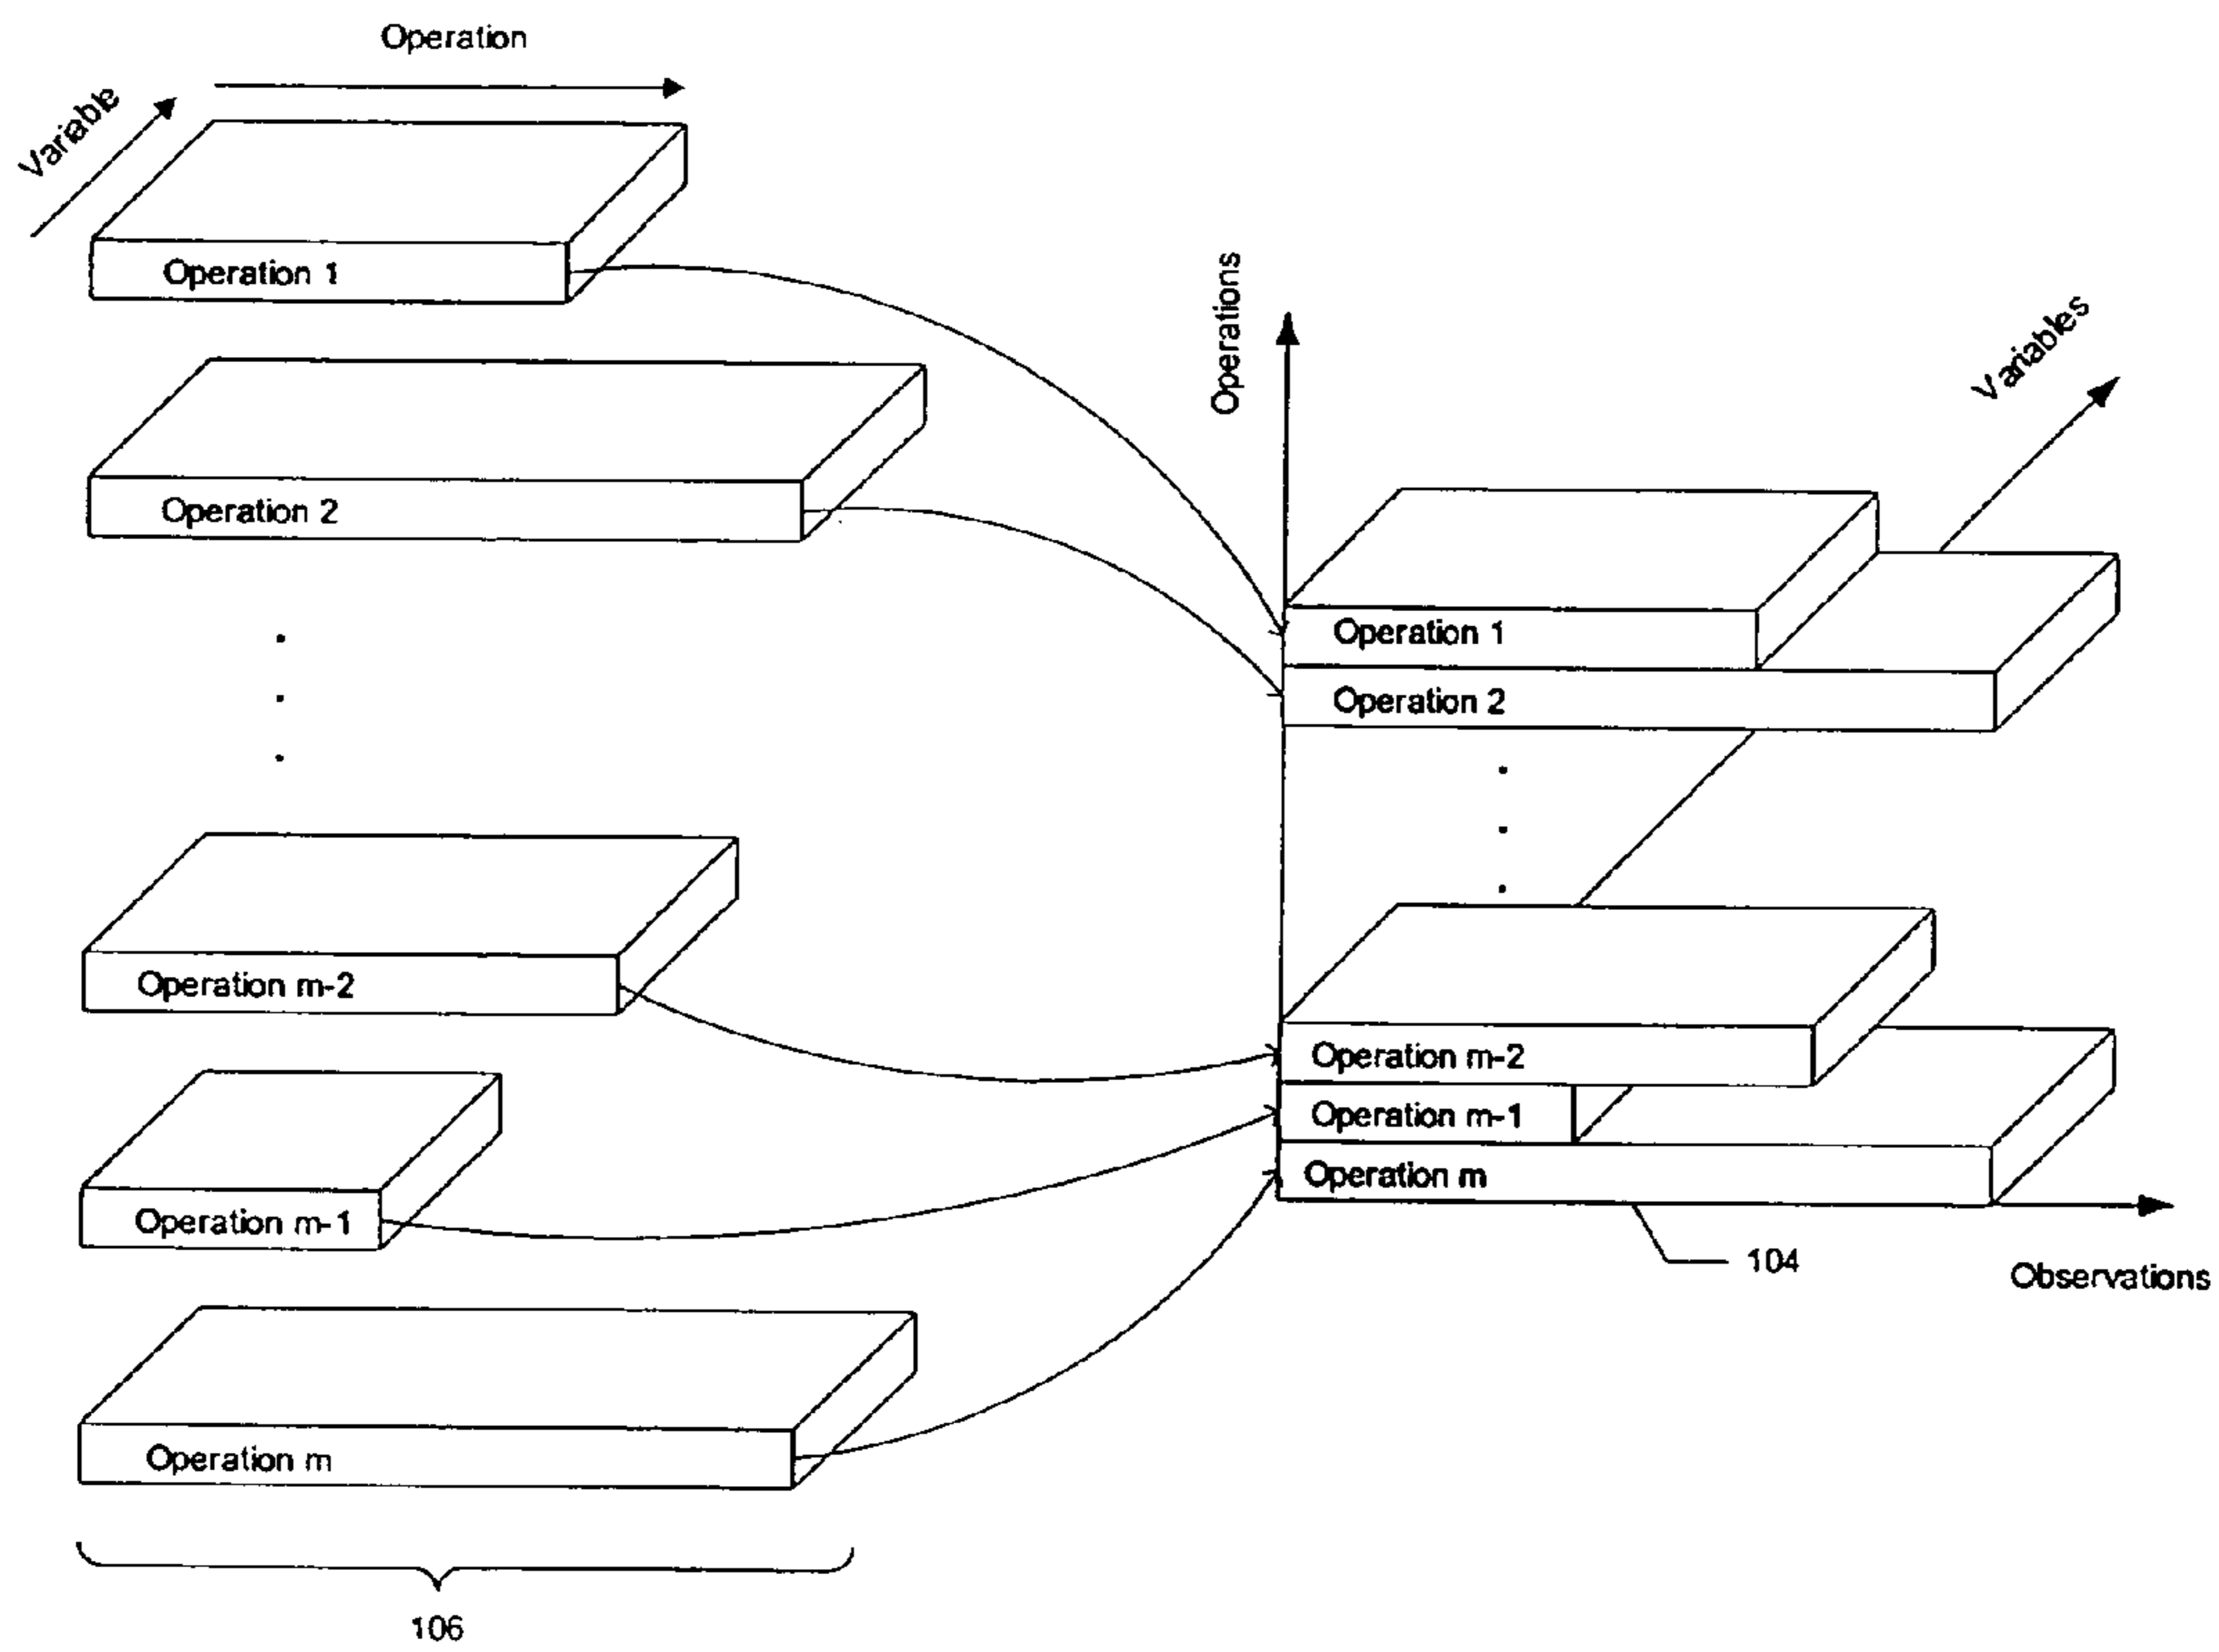 Operation
Variable
Operation 1
Operation 2
Operation m-2
Operation m-1
Operation m
106
Operations
Variables
Operation 1
Operation 2
Operation m-2
Operation m-1
Operation m
104
Observations